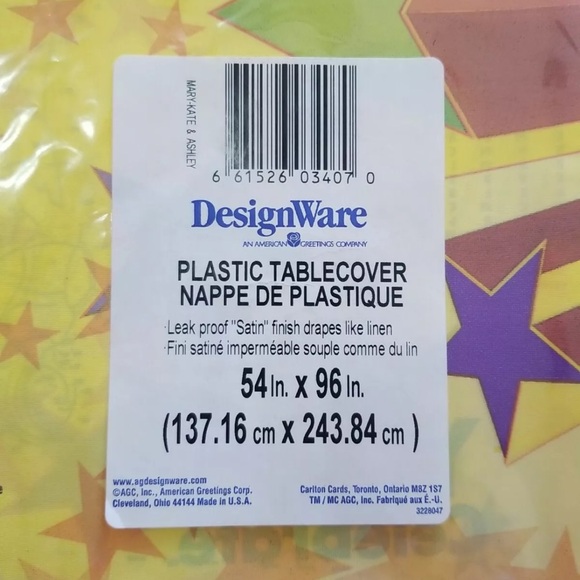 MARY-KATE & ASHLEY
6 61526 03407 0
DesignWare
AN AMERICAN GREETINGS COMPANY
PLASTIC TABLECOVER
NAPPE DE PLASTIQUE
·Leak proof "Satin" finish drapes like linen
·Fini satiné imperméable souple comme du lin
54 In. x 96 In.
(137.16 cm x 243.84 cm )
www.agdesignware.com
©AGC, Inc., American Greetings Corp.
Cleveland, Ohio 44144 Made in U.S.A.
Carlton Cards, Toronto, Ontario M8Z 1S7
TM / MC AGC, Inc. Fabriqué aux É.-U.
3228047